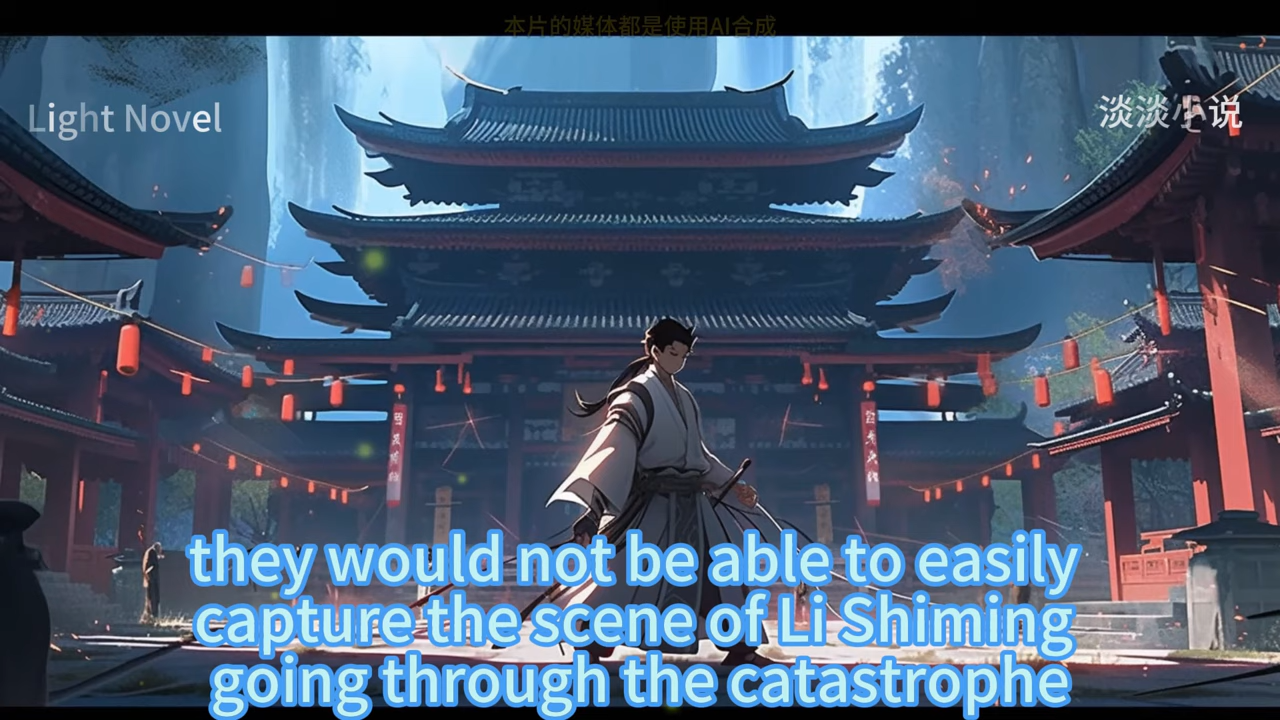 本片的媒体都是使用AI合成
Light Novel
淡淡小说
they would not be able to easily
capture the scene of Li Shiming
going through the catastrophe